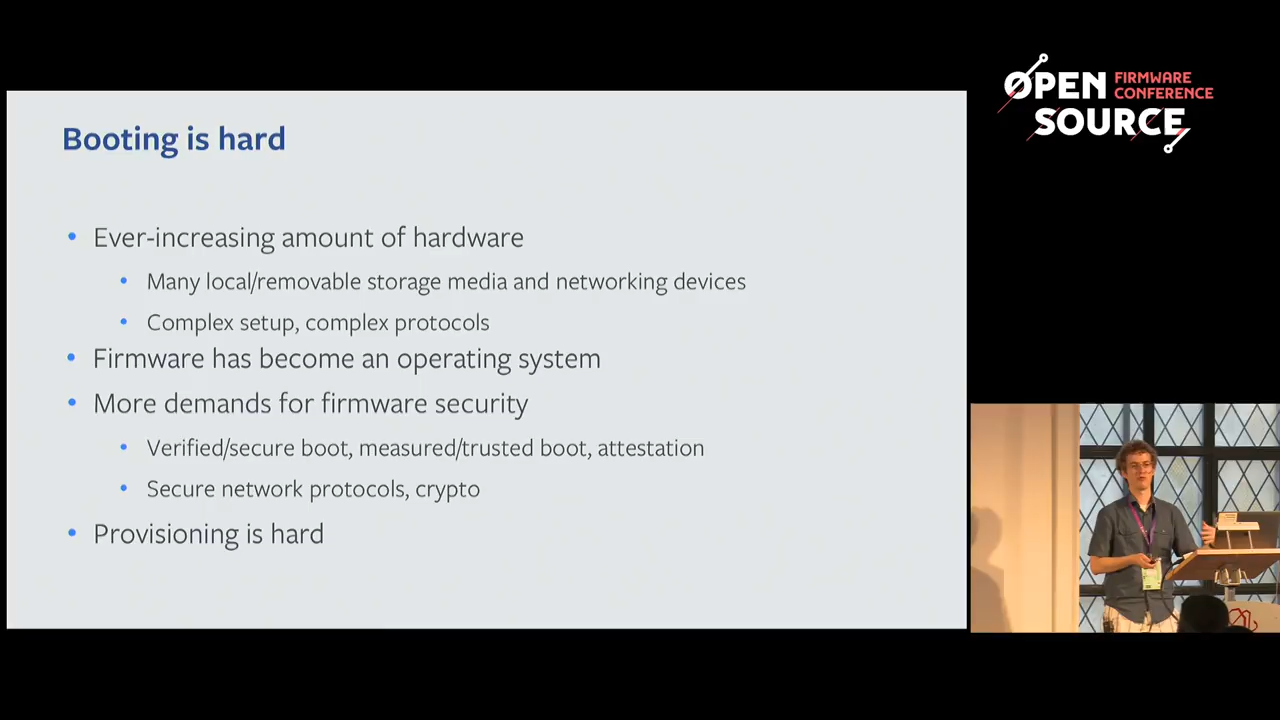 Booting is hard
Ever-increasing amount of hardware
Many local/removable storage media and networking devices
Complex setup, complex protocols
Firmware has become an operating system
More demands for firmware security
Verified/secure boot, measured/trusted boot, attestation
Secure network protocols, crypto
Provisioning is hard
OPEN FIRMWARE
CONFERENCE
SOURCE